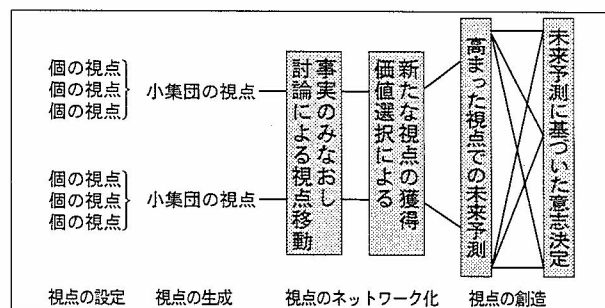 個の視点
個の視点
個の視点
小集団の視点
個の視点
個の視点
個の視点
小集団の視点
事実のみなおし
討論による視点移動
新たな視点の獲得
価値選択による
高まった視点での未来予測
未来予測に基づいた意志決定
視点の設定
視点の生成
視点のネットワーク化
視点の創造